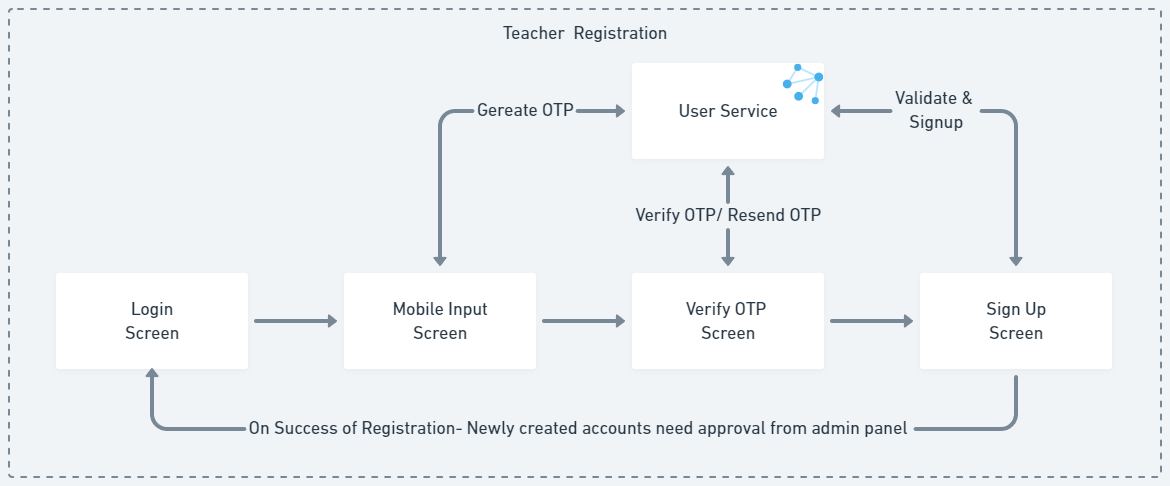 Teacher  Registration
Gereate OTP
User Service
Validate &
Signup
Verify OTP/ Resend OTP
Login
Screen
Mobile Input
Screen
Verify OTP
Screen
Sign Up
Screen
On Success of Registration- Newly created accounts need approval from admin panel